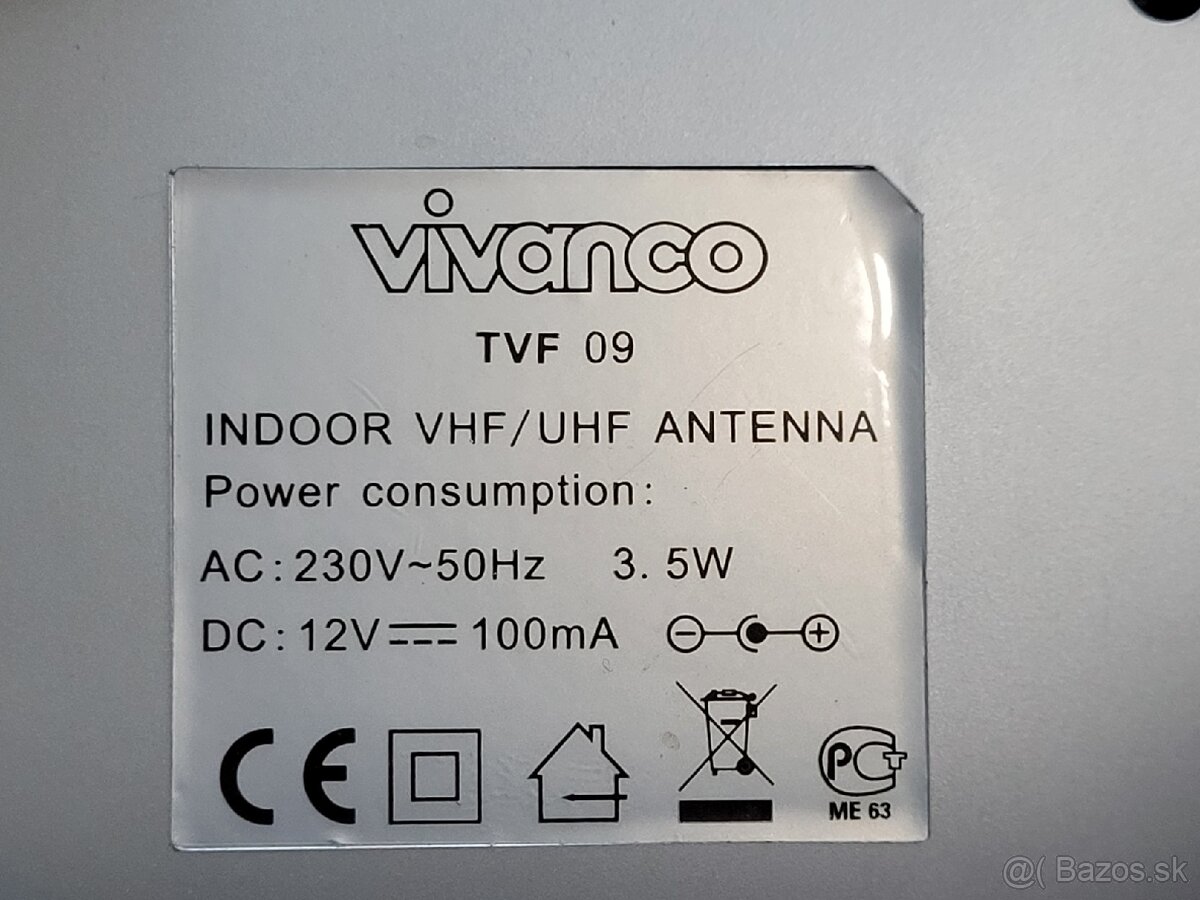 vivanco
TVF 09
INDOOR VHF/UHF ANTENNA
Power consumption:
AC: 230V~50Hz 3. 5W
DC: 12V⎓100mA
CE
РСТ
ME 63
@( Bazos.sk